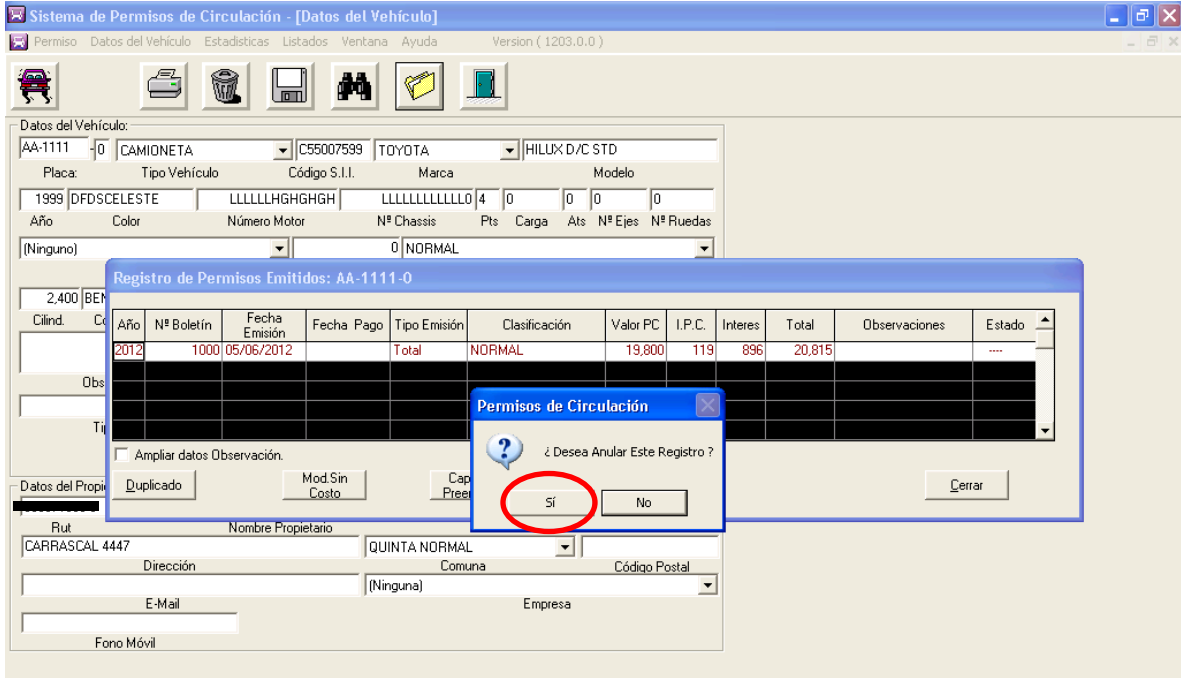 Sistema de Permisos de Circulación - [Datos del Vehículo]
Permiso Datos del Vehículo Estadisticas Listados Ventana Ayuda Version ( 1203.0.0 )
Datos del Vehículo:
AA-1111 -0 CAMIONETA C55007599 TOYOTA HILUX D/C STD
Placa: Tipo Vehículo Código S.I.I. Marca Modelo
1999 DFDSCELESTE LLLLLLHGHGHGH LLLLLLLLLLLL0 4 0 0 0 0
Año Color Número Motor Nº Chassis Pts Carga Ats Nº Ejes Nº Ruedas
(Ninguno) 0 NORMAL
Registro de Permisos Emitidos: AA-1111-0
2,400
Cilind.
Año Nº Boletín Fecha Emisión Fecha Pago Tipo Emisión Clasificación Valor PC I.P.C. Interes Total Observaciones Estado
2012 1000 05/06/2012 Total NORMAL 19,800 119 896 20,815 ----
Permisos de Circulación
¿ Desea Anular Este Registro ?
Sí No
Ampliar datos Observación.
Duplicado Mod.Sin Costo Cerrar
Datos del
Rut Nombre Propietario
CARRASCAL 4447 QUINTA NORMAL
Dirección Comuna Código Postal
(Ninguna)
E-Mail Empresa
Fono Móvil